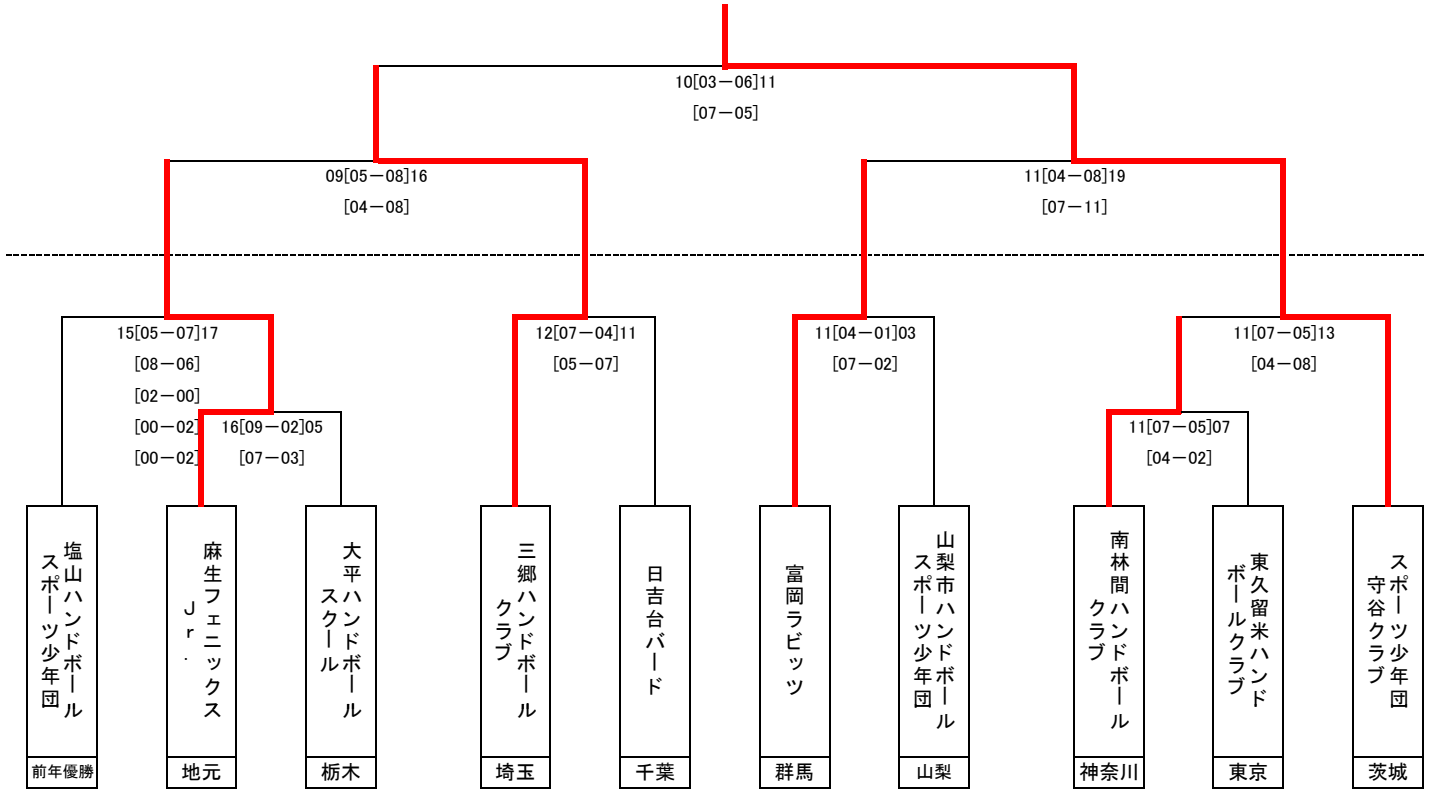 10[03－06]11
[07－05]
09[05－08]16
[04－08]
11[04－08]19
[07－11]
15[05－07]17
[08－06]
[02－00]
[00－02]
[00－02]
12[07－04]11
[05－07]
11[04－01]03
[07－02]
11[07－05]13
[04－08]
16[09－02]05
[07－03]
11[07－05]07
[04－02]
塩山ハンドボール
スポーツ少年団
麻生フェニックス
Ｊｒ．
大平ハンドボール
スクール
三郷ハンドボール
クラブ
日吉台バード
富岡ラビッツ
山梨市ハンドボール
スポーツ少年団
南林間ハンドボール
クラブ
東久留米ハンド
ボールクラブ
スポーツ少年団
守谷クラブ
前年優勝
地元
栃木
埼玉
千葉
群馬
山梨
神奈川
東京
茨城